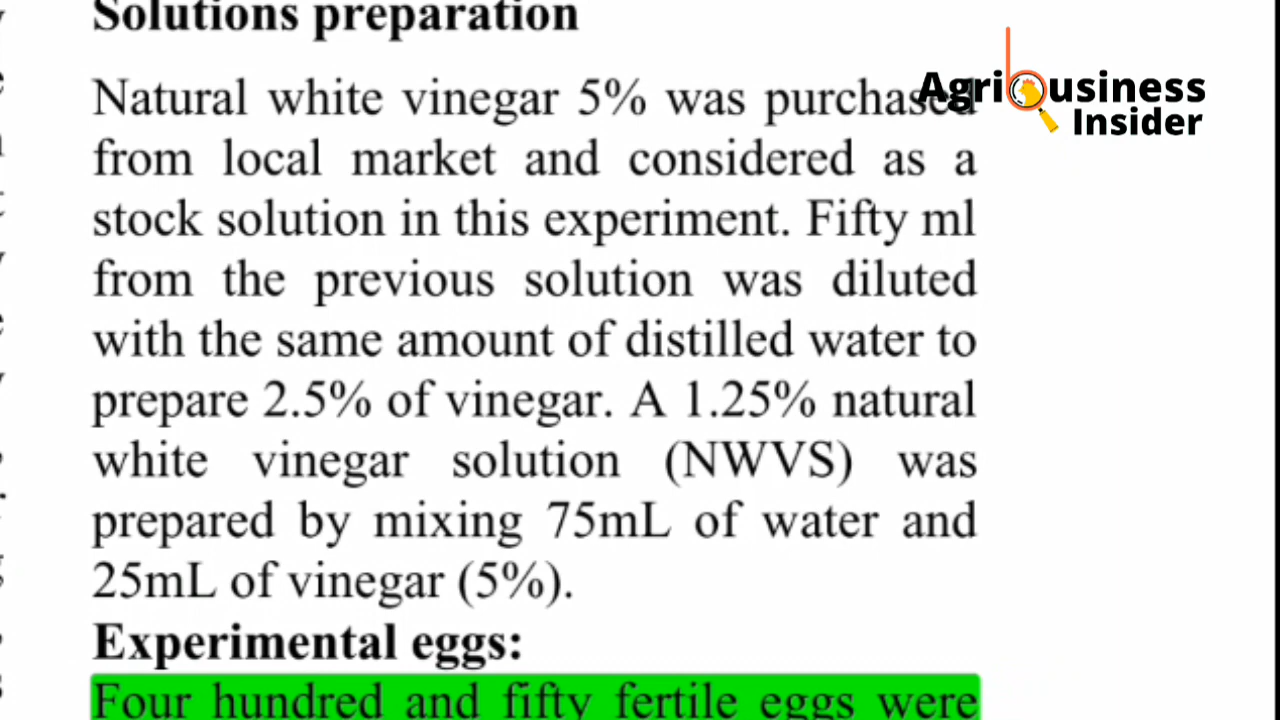 Solutions preparation
Natural white vinegar 5% was purchased
from local market and considered as a
stock solution in this experiment. Fifty ml
from the previous solution was diluted
with the same amount of distilled water to
prepare 2.5% of vinegar. A 1.25% natural
white vinegar solution (NWVS) was
prepared by mixing 75mL of water and
25mL of vinegar (5%).
Experimental eggs:
Four hundred and fifty fertile eggs were
Agribusiness
Insider